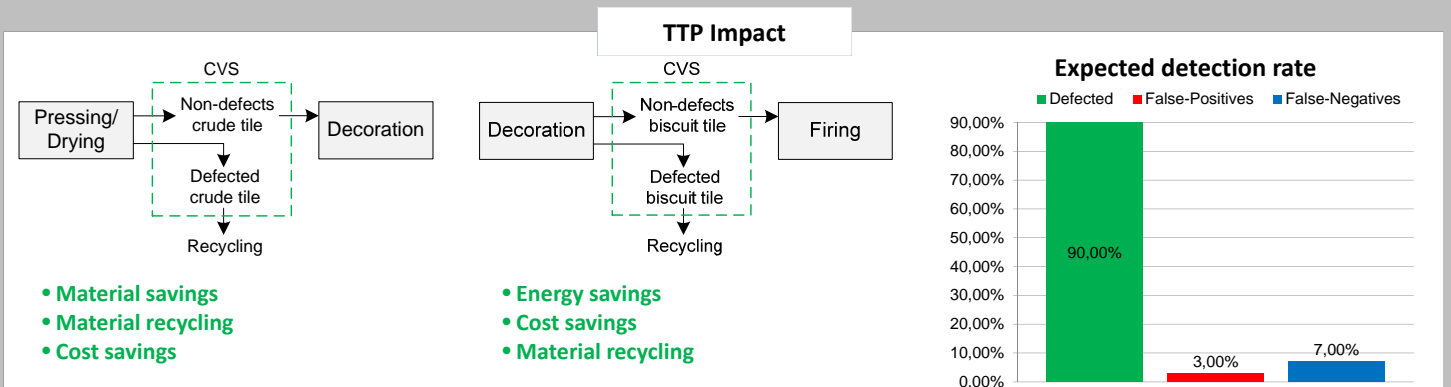 TTP Impact
CVS
Pressing/
Drying
Non-defects
crude tile
Decoration
Defected
crude tile
Recycling
• Material savings
• Material recycling
• Cost savings
CVS
Decoration
Non-defects
biscuit tile
Firing
Defected
biscuit tile
Recycling
• Energy savings
• Cost savings
• Material recycling
Expected detection rate
Defected False-Positives False-Negatives
90,00%
80,00%
70,00%
60,00%
50,00%
40,00%
30,00%
20,00%
10,00%
0,00%
90,00%
3,00%
7,00%